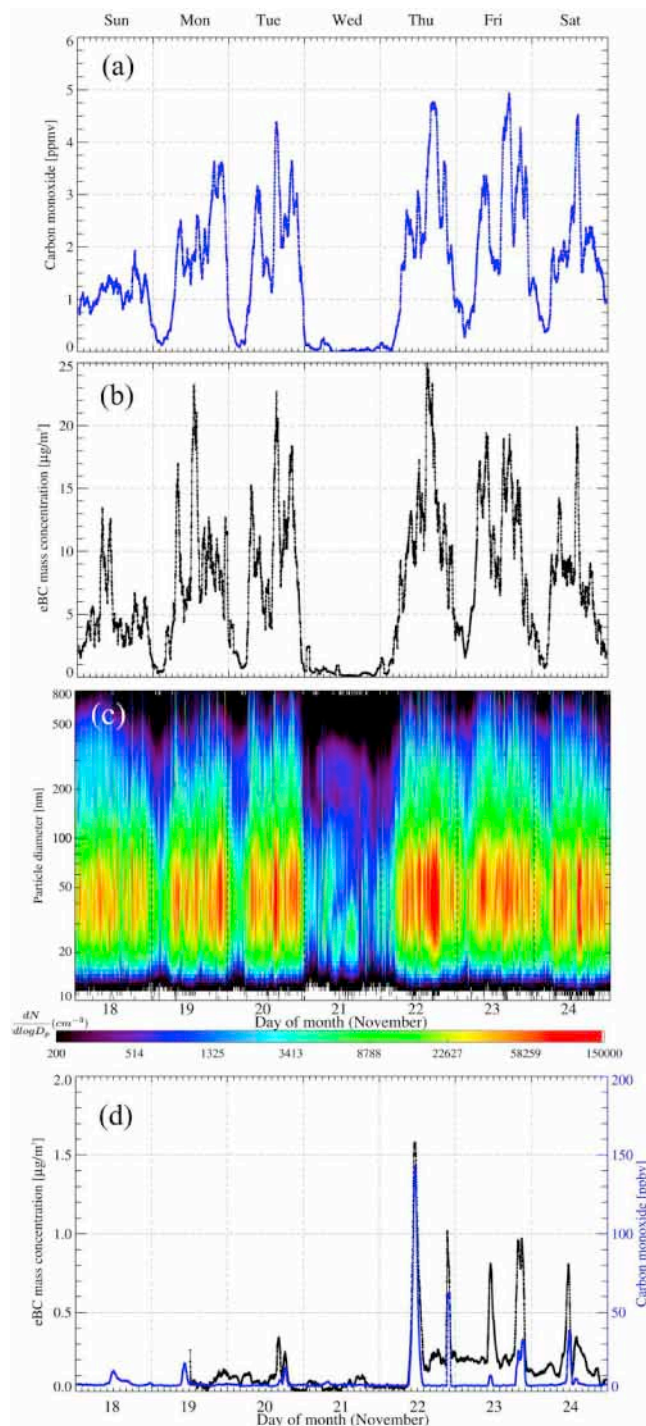 Sun Mon Tue Wed Thu Fri Sat
(a)
Carbon monoxide [ppmv]
6
5
4
3
2
1
0
(b)
eBC mass concentration [µg/m³]
25
20
15
10
5
0
(c)
Particle diameter [nm]
800
500
200
100
50
20
10
18 19 20 21 22 23 24
Day of month (November)
dN
dlogDₚ (cm⁻³)
200 514 1325 3413 8788 22627 58259 150000
(d)
eBC mass concentration [µg/m³]
2.0 200
1.5 150
1.0 100
0.5 50
0.0 0
Carbon monoxide [ppbv]
18 19 20 21 22 23 24
Day of month (November)